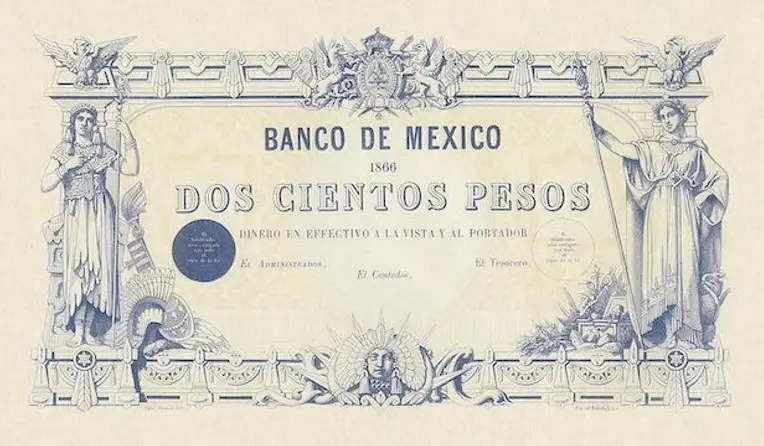 BANCO DE MEXICO
1866
DOS CIENTOS PESOS
DINERO EN EFFECTIVO A LA VISTA Y AL PORTADOR
El ADMINISTRADOR,
El Contador,
El Tesorero,